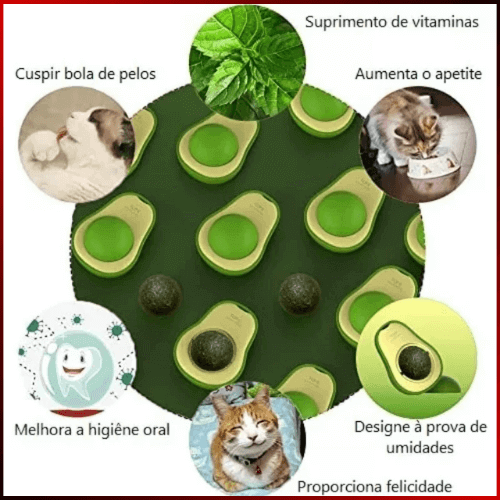 Suprimento de vitaminas
Cuspir bola de pelos
Aumenta o apetite
Melhora a higiêne oral
Designe à prova de
umidades
Proporciona felicidade